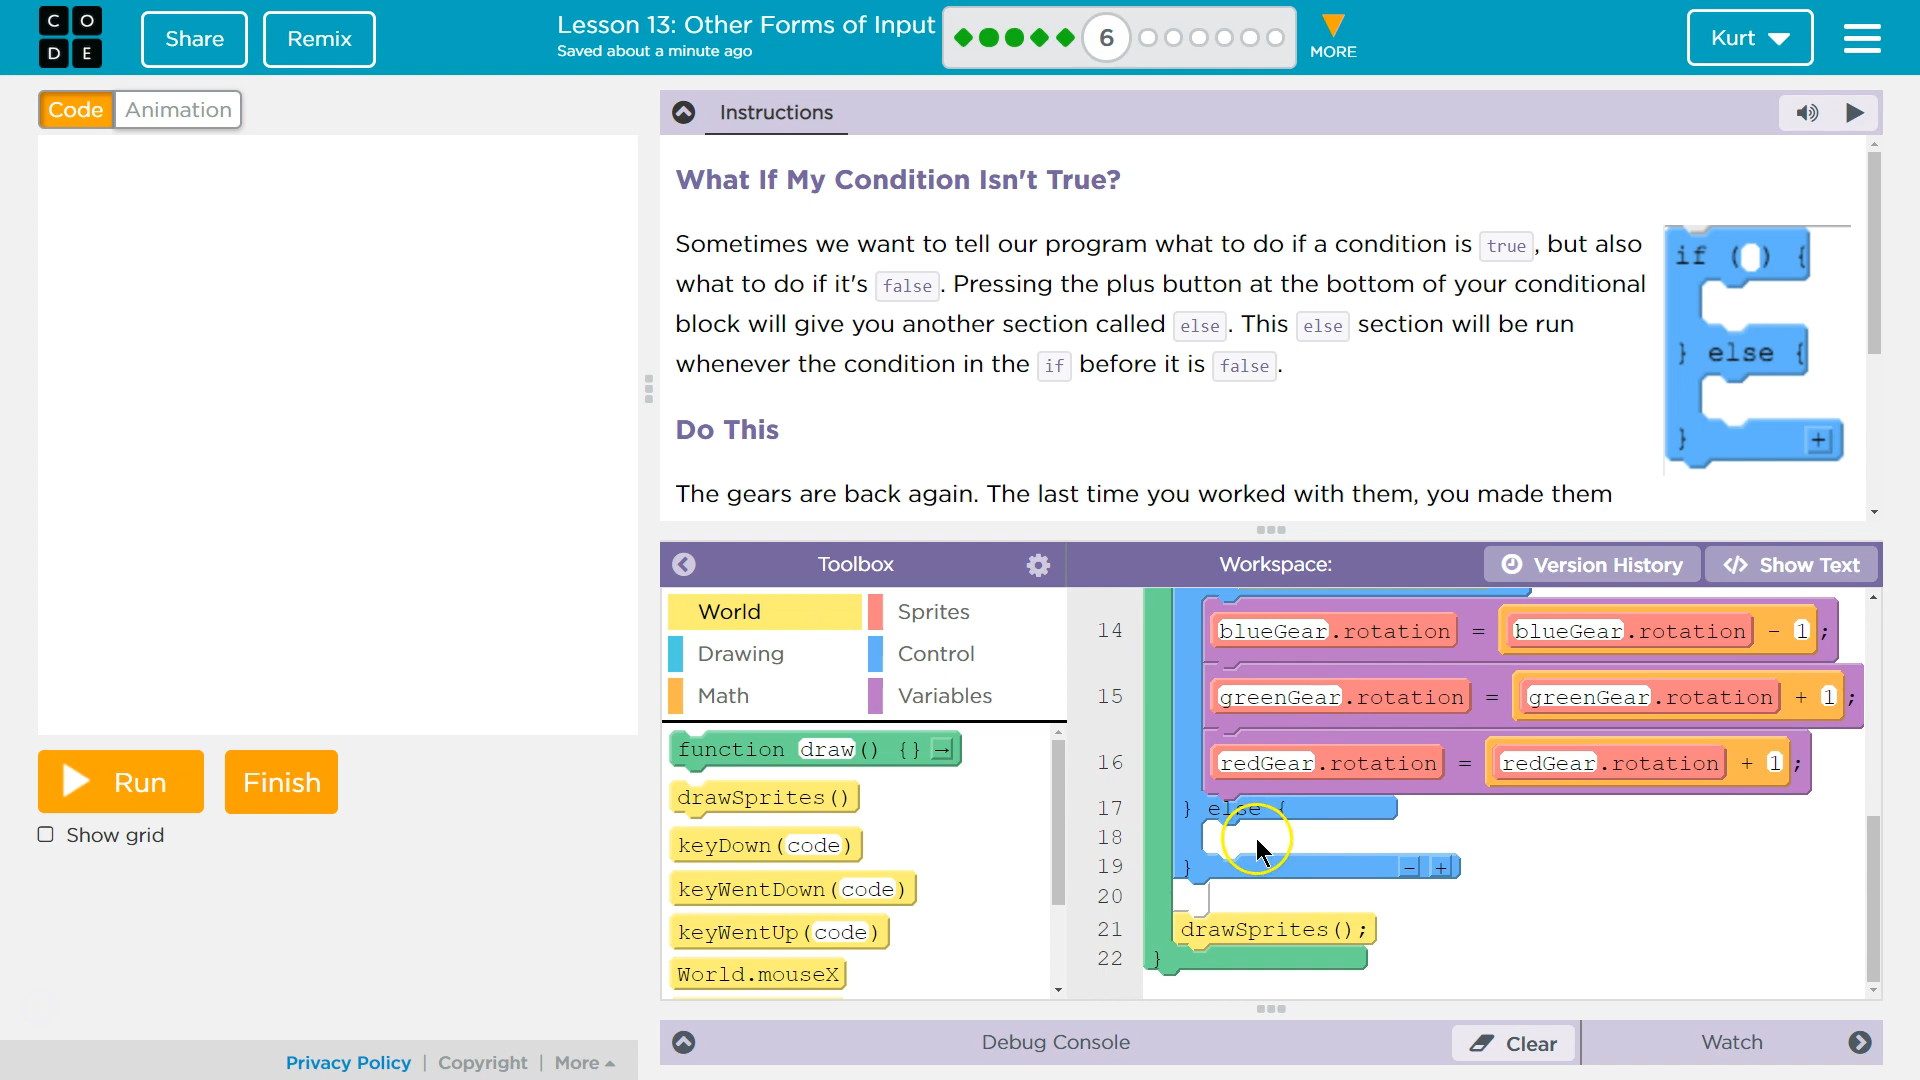 C O
D E
Share
Remix
Lesson 13: Other Forms of Input
Saved about a minute ago
6
MORE
Kurt
Code
Animation
Instructions
What If My Condition Isn't True?
Sometimes we want to tell our program what to do if a condition is true, but also
what to do if it's false. Pressing the plus button at the bottom of your conditional
block will give you another section called else. This else section will be run
whenever the condition in the if before it is false.
if ( ) {
} else {
} +
Do This
The gears are back again. The last time you worked with them, you made them
Toolbox
Workspace:
Version History
</> Show Text
World
Sprites
Drawing
Control
Math
Variables
function draw() {} →
drawSprites()
keyDown(code)
keyWentDown(code)
keyWentUp(code)
World.mouseX
14 blueGear.rotation = blueGear.rotation - 1;
15 greenGear.rotation = greenGear.rotation + 1;
16 redGear.rotation = redGear.rotation + 1;
17 } else {
18
19 } - +
20
21 drawSprites();
22 }
Run
Finish
Show grid
Debug Console
Clear
Watch
Privacy Policy | Copyright | More